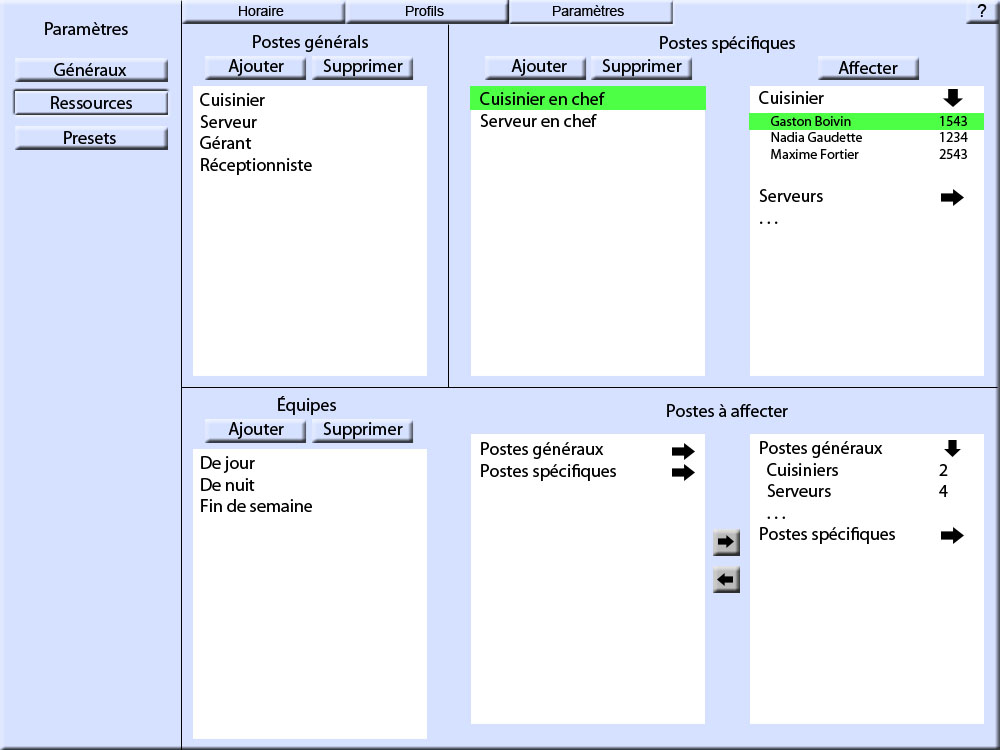 Horaire
Profils
Paramètres
?
Paramètres
Généraux
Ressources
Presets
Postes générals
Ajouter
Supprimer
Cuisinier
Serveur
Gérant
Réceptionniste
Postes spécifiques
Ajouter
Supprimer
Affecter
Cuisinier en chef
Serveur en chef
Cuisinier
Gaston Boivin 1543
Nadia Gaudette 1234
Maxime Fortier 2543
Serveurs
...
Équipes
Ajouter
Supprimer
De jour
De nuit
Fin de semaine
Postes à affecter
Postes généraux
Postes spécifiques
Postes généraux
Cuisiniers 2
Serveurs 4
...
Postes spécifiques